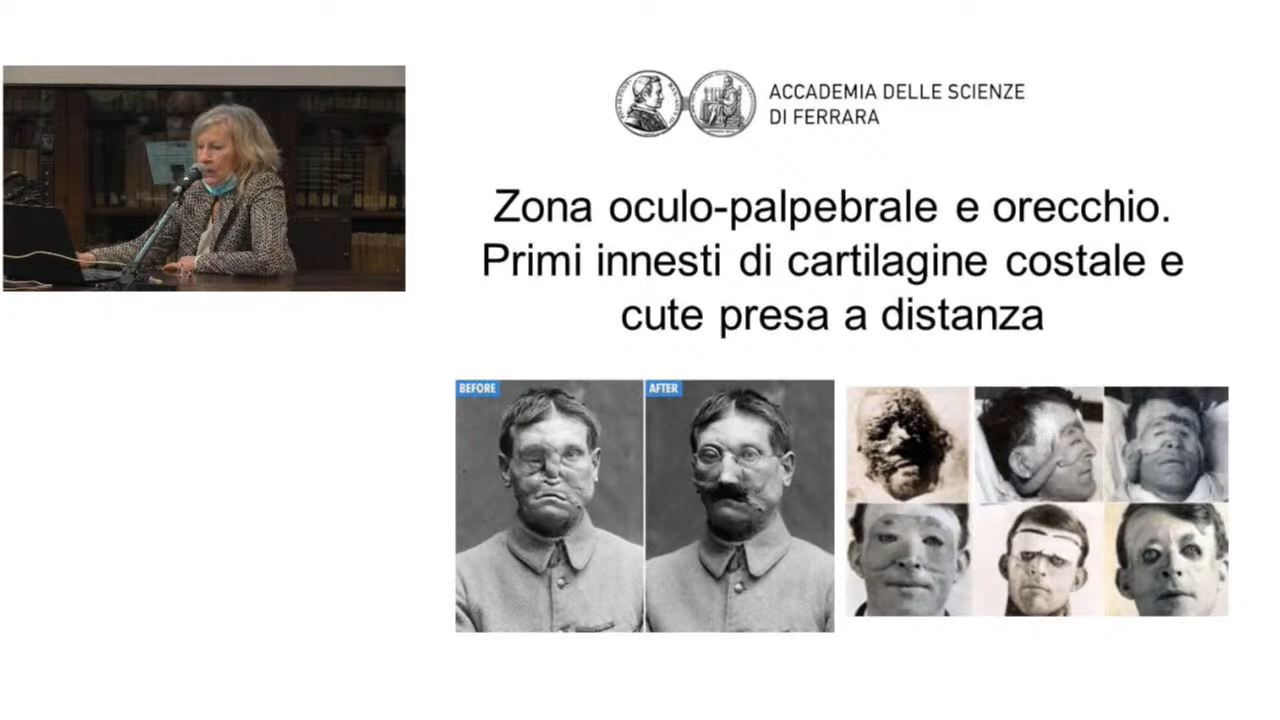 ACCADEMIA DELLE SCIENZE
DI FERRARA
Zona oculo-palpebrale e orecchio.
Primi innesti di cartilagine costale e
cute presa a distanza
BEFORE
AFTER